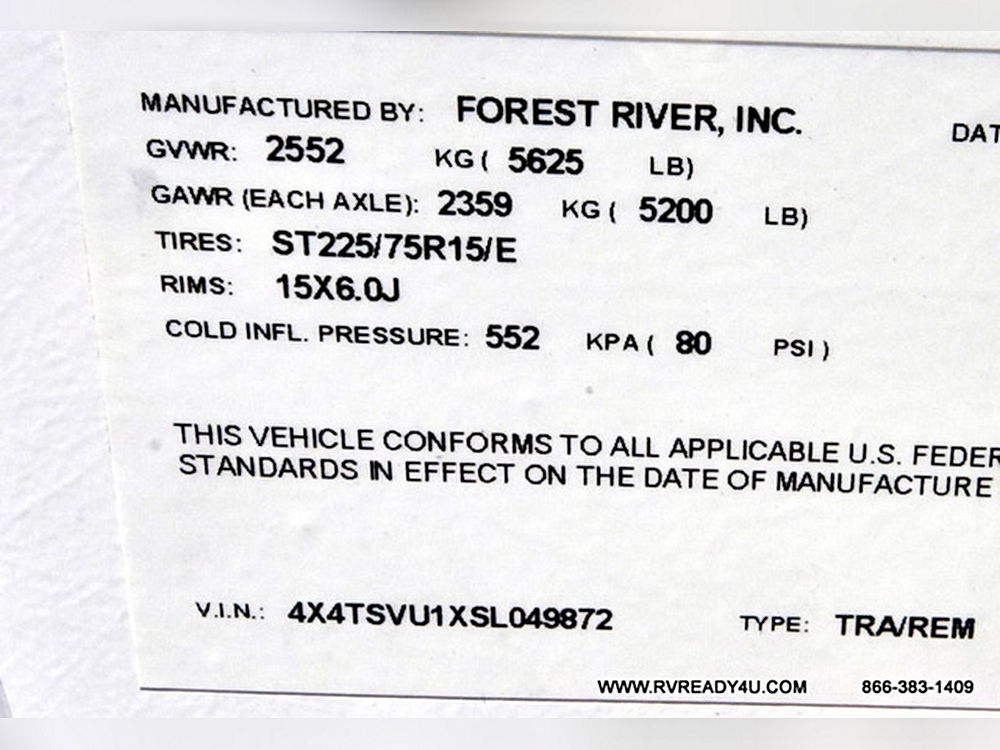 MANUFACTURED BY: FOREST RIVER, INC. DAT
GVWR: 2552 KG ( 5625 LB)
GAWR (EACH AXLE): 2359 KG ( 5200 LB)
TIRES: ST225/75R15/E
RIMS: 15X6.0J
COLD INFL. PRESSURE: 552 KPA ( 80 PSI )
THIS VEHICLE CONFORMS TO ALL APPLICABLE U.S. FEDER
STANDARDS IN EFFECT ON THE DATE OF MANUFACTURE
V.I.N.: 4X4TSVU1XSL049872 TYPE: TRA/REM
WWW.RVREADY4U.COM 866-383-1409